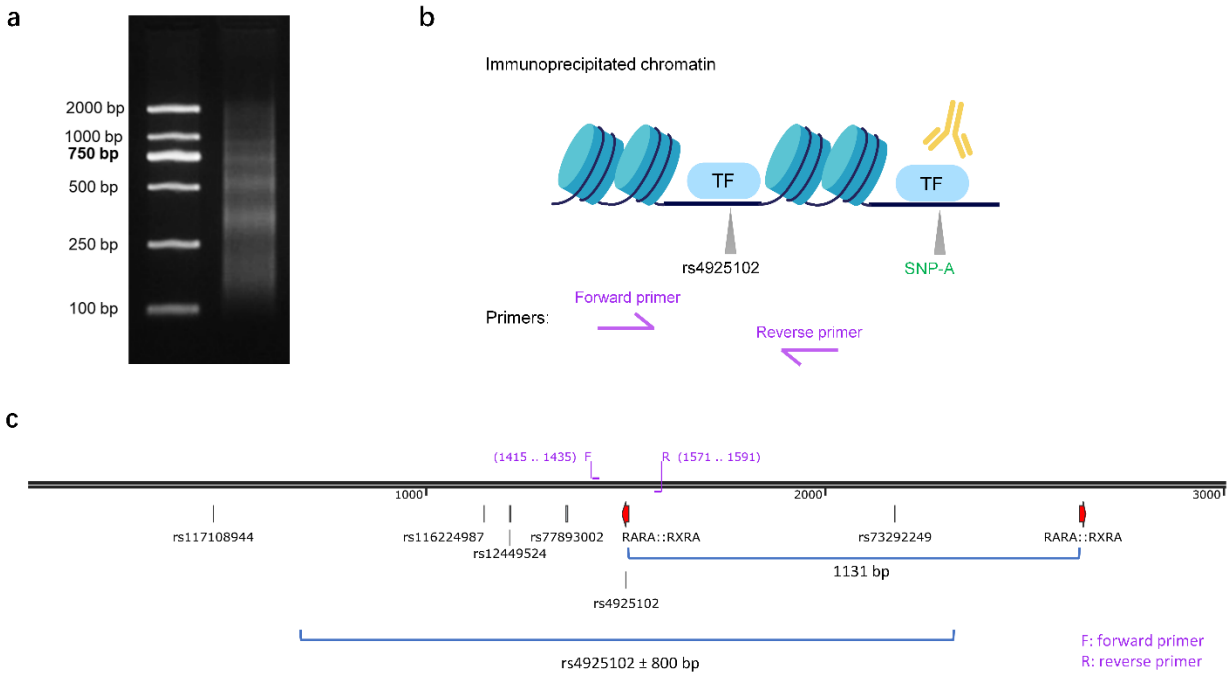 a
2000 bp
1000 bp
750 bp
500 bp
250 bp
100 bp
b
Immunoprecipitated chromatin
TF
TF
rs4925102
SNP-A
Forward primer
Primers:
Reverse primer
c
(1415 .. 1435) F
R (1571 .. 1591)
1000
2000
3000
rs117108944
rs116224987
rs12449524
rs77893002
RARA::RXRA
rs73292249
RARA::RXRA
1131 bp
rs4925102
rs4925102 ± 800 bp
F: forward primer
R: reverse primer